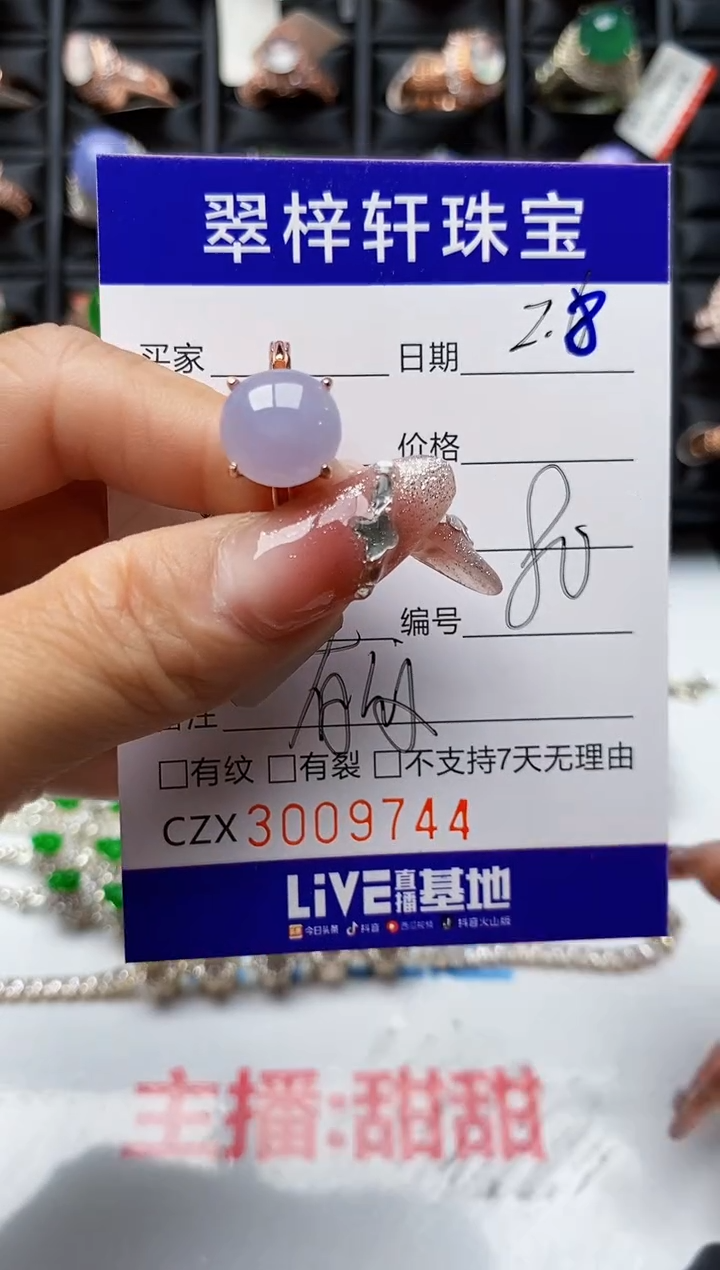 翠梓轩珠宝
买家 日期 2.8
价格
80
编号
备注
□有纹 □有裂 □不支持7天无理由
CZX 3009744
LiVE直播基地
今日头条 抖音 西瓜视频 抖音火山版
主播:甜甜